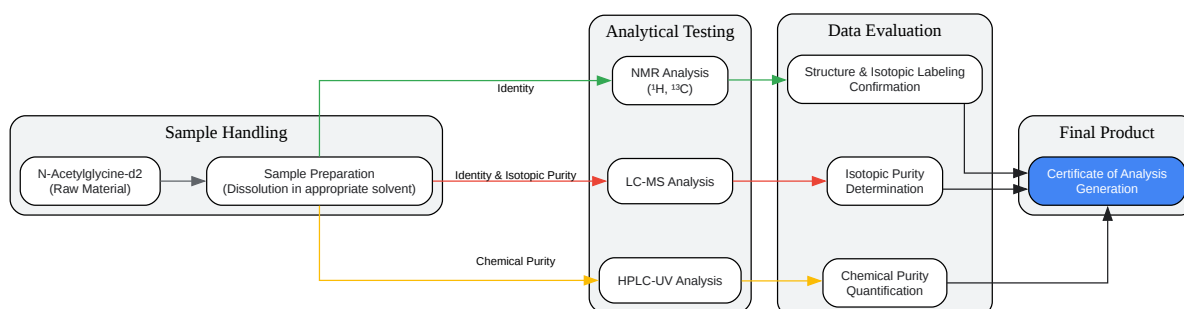 Sample Handling
N-Acetylglycine-d2
(Raw Material)
Sample Preparation
(Dissolution in appropriate solvent)
Identity
Identity & Isotopic Purity
Chemical Purity
Analytical Testing
NMR Analysis
(¹H, ¹³C)
LC-MS Analysis
HPLC-UV Analysis
Data Evaluation
Structure & Isotopic Labeling
Confirmation
Isotopic Purity
Determination
Chemical Purity
Quantification
Final Product
Certificate of Analysis
Generation